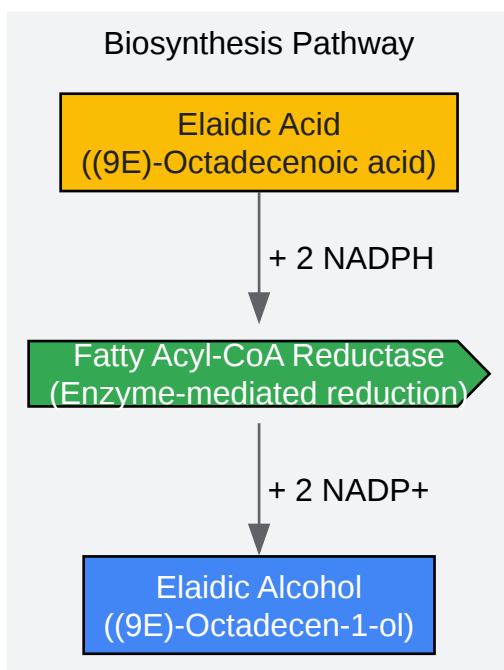 Biosynthesis Pathway
Elaidic Acid
((9E)-Octadecenoic acid)
+ 2 NADPH
Fatty Acyl-CoA Reductase
(Enzyme-mediated reduction)
+ 2 NADP+
Elaidic Alcohol
((9E)-Octadecen-1-ol)